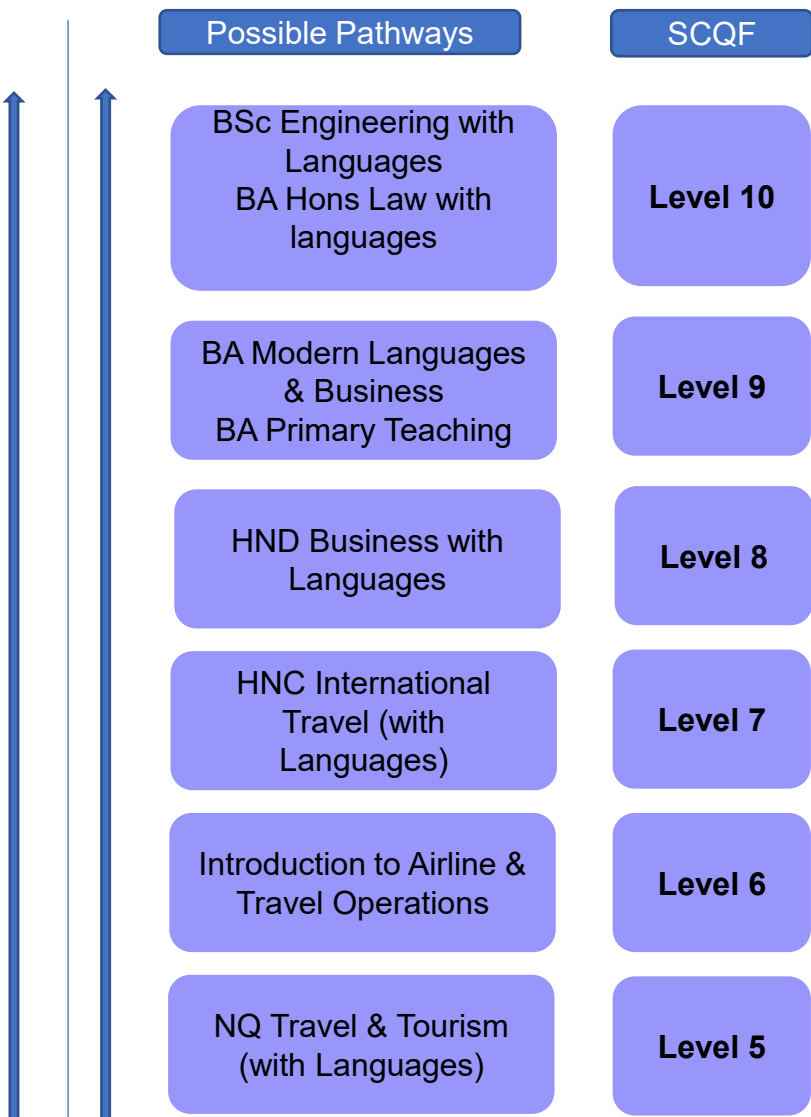 Possible Pathways
SCQF
BSc Engineering with
Languages
BA Hons Law with
languages
Level 10
BA Modern Languages
& Business
BA Primary Teaching
Level 9
HND Business with
Languages
Level 8
HNC International
Travel (with
Languages)
Level 7
Introduction to Airline &
Travel Operations
Level 6
NQ Travel & Tourism
(with Languages)
Level 5